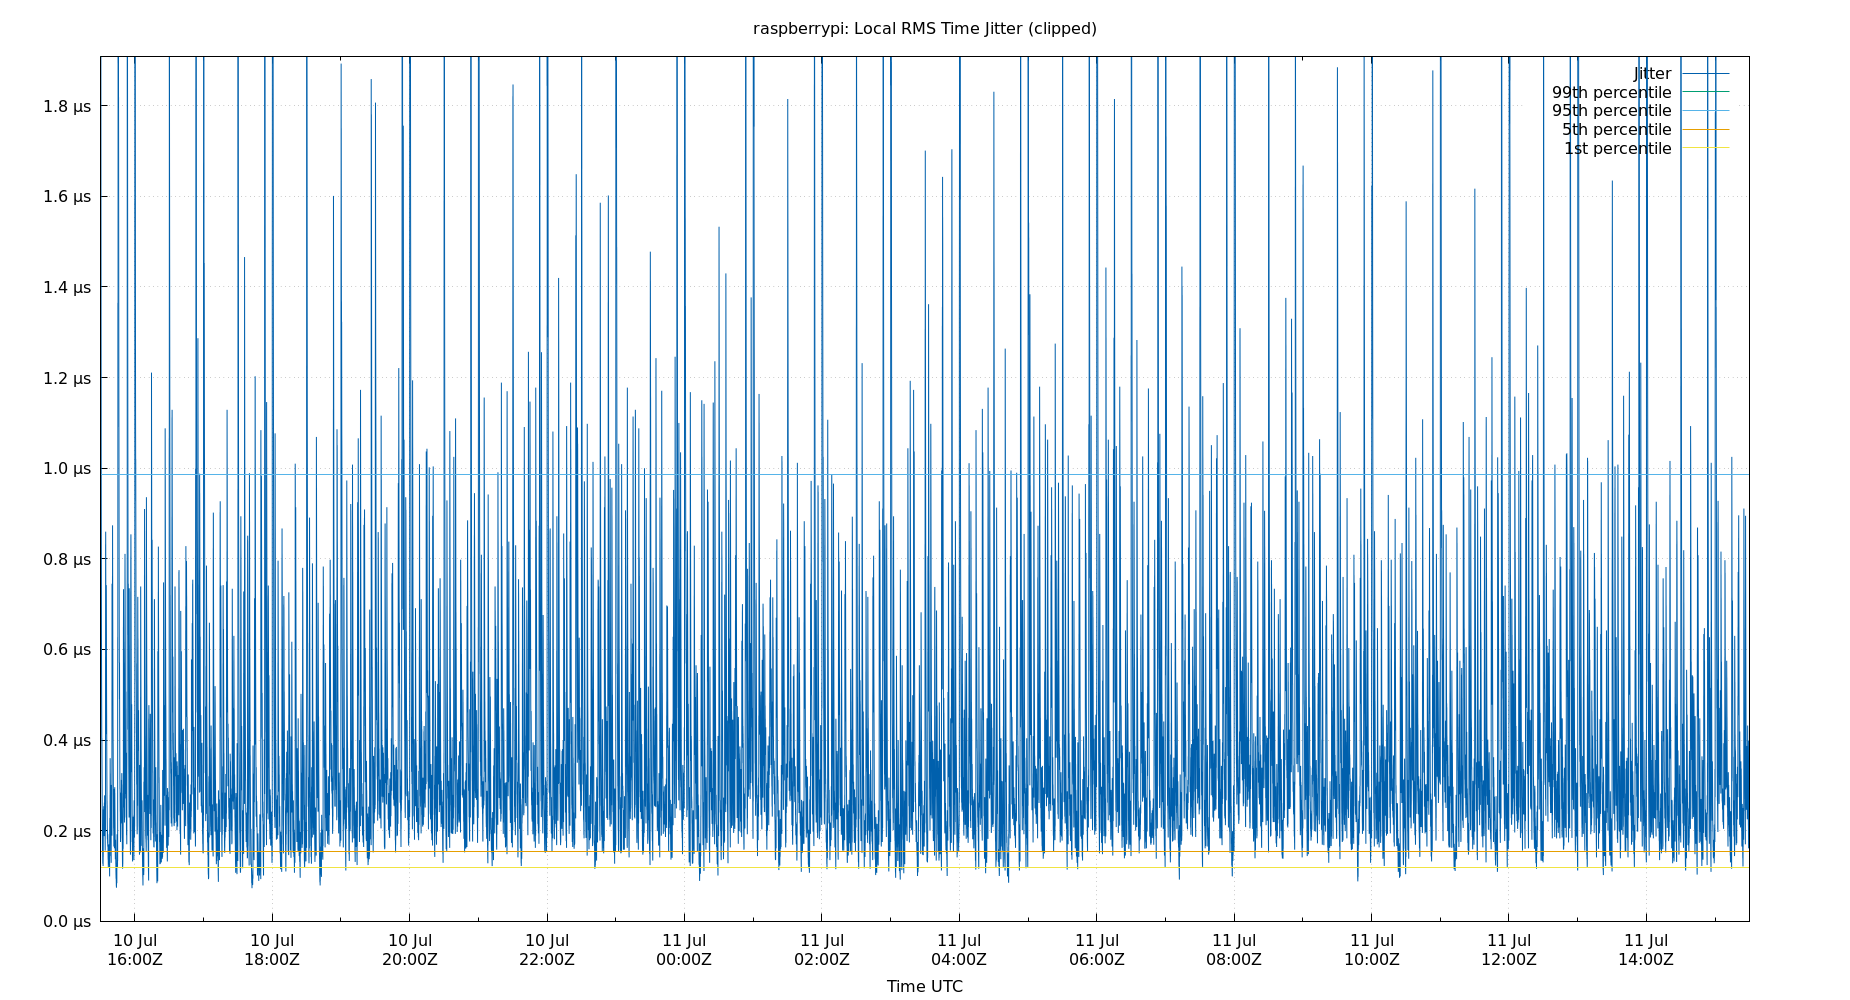 raspberrypi: Local RMS Time Jitter (clipped)
Jitter
99th percentile
95th percentile
5th percentile
1st percentile
1.8 µs
1.6 µs
1.4 µs
1.2 µs
1.0 µs
0.8 µs
0.6 µs
0.4 µs
0.2 µs
0.0 µs
10 Jul 10 Jul 10 Jul 10 Jul 11 Jul 11 Jul 11 Jul 11 Jul 11 Jul 11 Jul 11 Jul 11 Jul
16:00Z 18:00Z 20:00Z 22:00Z 00:00Z 02:00Z 04:00Z 06:00Z 08:00Z 10:00Z 12:00Z 14:00Z
Time UTC